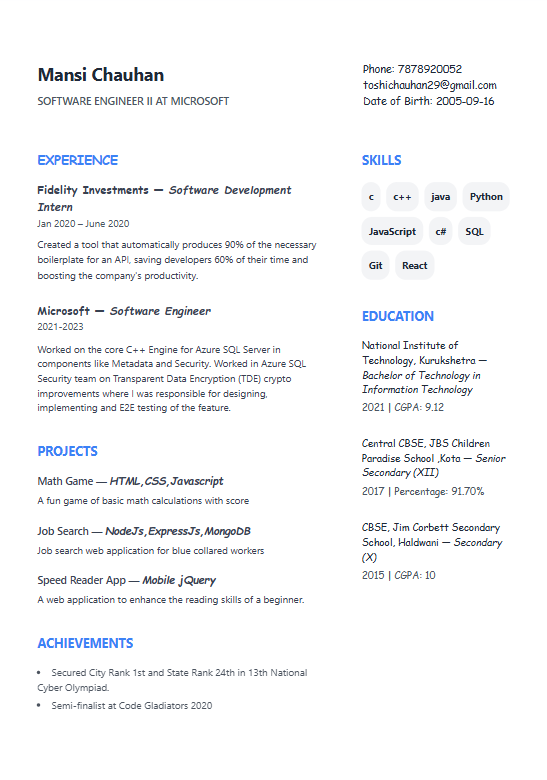 Mansi Chauhan
SOFTWARE ENGINEER II AT MICROSOFT
Phone: 7878920052
toshichauhan29@gmail.com
Date of Birth: 2005-09-16
EXPERIENCE
Fidelity Investments — Software Development
Intern
Jan 2020 – June 2020
Created a tool that automatically produces 90% of the necessary
boilerplate for an API, saving developers 60% of their time and
boosting the company's productivity.
Microsoft — Software Engineer
2021-2023
Worked on the core C++ Engine for Azure SQL Server in
components like Metadata and Security. Worked in Azure SQL
Security team on Transparent Data Encryption (TDE) crypto
improvements where I was responsible for designing,
implementing and E2E testing of the feature.
PROJECTS
Math Game — HTML,CSS,Javascript
A fun game of basic math calculations with score
Job Search — NodeJs,ExpressJs,MongoDB
Job search web application for blue collared workers
Speed Reader App — Mobile jQuery
A web application to enhance the reading skills of a beginner.
ACHIEVEMENTS
• Secured City Rank 1st and State Rank 24th in 13th National
Cyber Olympiad.
• Semi-finalist at Code Gladiators 2020
SKILLS
c c++ java Python
JavaScript c# SQL
Git React
EDUCATION
National Institute of
Technology, Kurukshetra —
Bachelor of Technology in
Information Technology
2021 | CGPA: 9.12
Central CBSE, JBS Children
Paradise School ,Kota — Senior
Secondary (XII)
2017 | Percentage: 91.70%
CBSE, Jim Corbett Secondary
School, Haldwani — Secondary
(X)
2015 | CGPA: 10